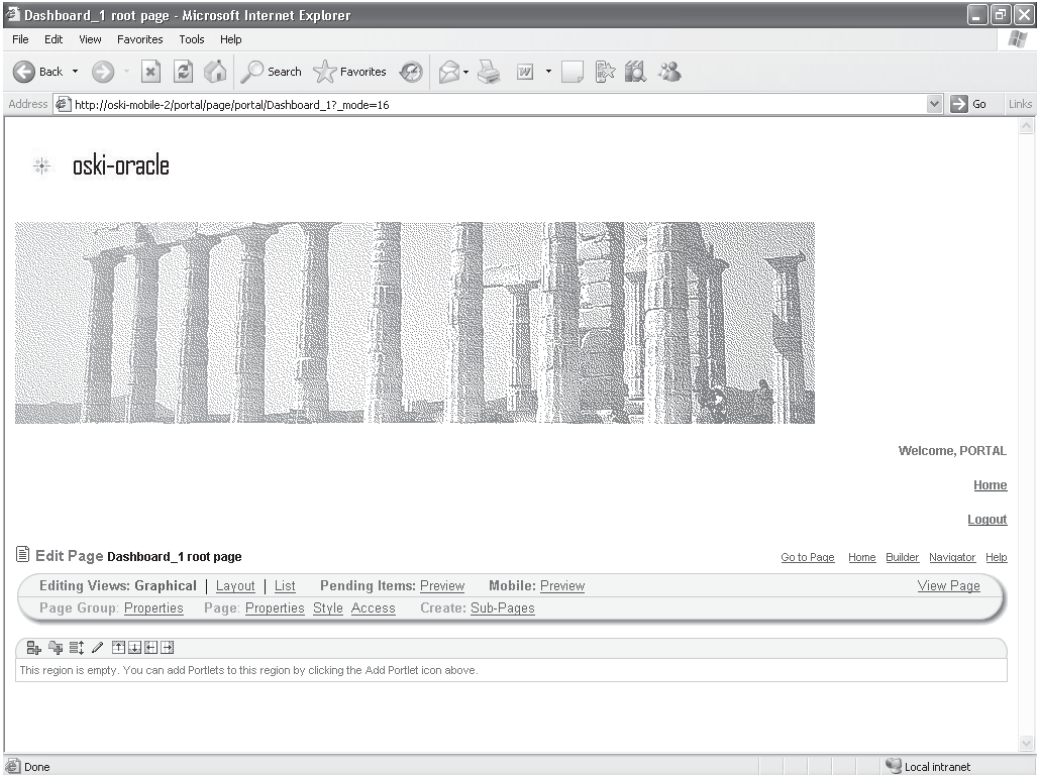 Dashboard_1 root page - Microsoft Internet Explorer
File Edit View Favorites Tools Help
Back Search Favorites
Address http://oski-mobile-2/portal/page/portal/Dashboard_1?_mode=16 Go Links
oski-oracle
Welcome, PORTAL
Home
Logout
Edit Page Dashboard_1 root page Go to Page Home Builder Navigator Help
Editing Views: Graphical | Layout | List Pending Items: Preview Mobile: Preview View Page
Page Group: Properties Page: Properties Style Access Create: Sub-Pages
This region is empty. You can add Portlets to this region by clicking the Add Portlet icon above.
Done Local intranet